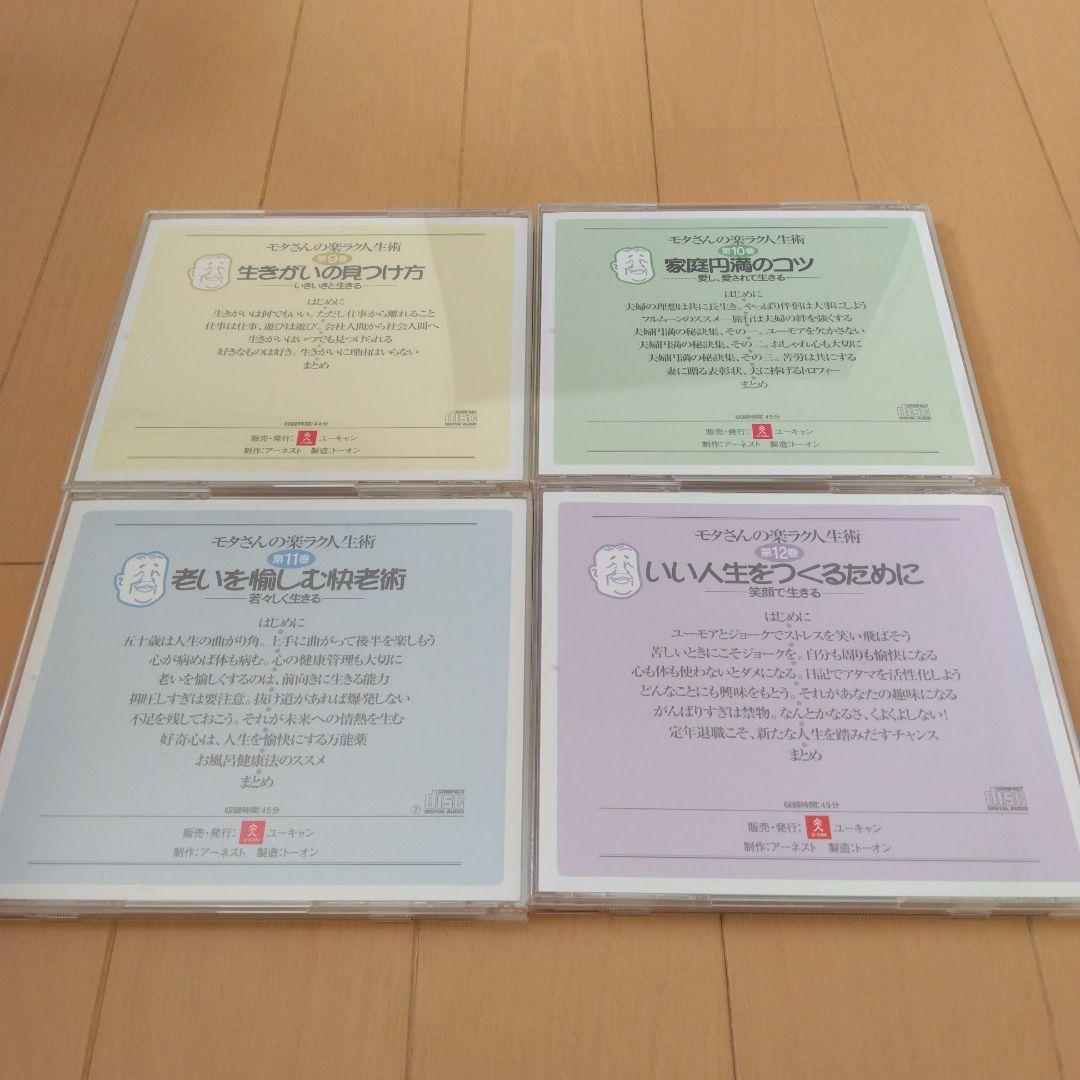 モタさんの楽ラク人生術
第9巻
生きがいの見つけ方
いきいきと生きる
はじめに
生きがいは何でもいい。ただし仕事から離れること
仕事は仕事、遊びは遊び。会社人間から社会人間へ
生きがいはいつでも見つけられる
好きなものは好き。生きがいに理由はいらない
まとめ
COMPACT
disc
DIGITAL AUDIO
収録時間:44分
販売・発行: U-CAN ユーキャン
制作:アーネスト 製造:トーオン
モタさんの楽ラク人生術
第10巻
家庭円満のコツ
愛し、愛されて生きる
はじめに
夫婦の理想は共に長生き。やっぱり伴侶は大事にしよう
フルムーンのススメ―旅行は夫婦の絆を強くする
夫婦円満の秘訣集、その一。ユーモアを欠かさない
夫婦円満の秘訣集、その二。おしゃれ心も大切に
夫婦円満の秘訣集、その三。苦労は共にする
妻に贈る表彰状、夫に捧げるトロフィー
まとめ
COMPACT
disc
DIGITAL AUDIO
収録時間:45分
販売・発行: U-CAN ユーキャン
制作:アーネスト 製造:トーオン
モタさんの楽ラク人生術
第11巻
老いを愉しむ快老術
若々しく生きる
はじめに
五十歳は人生の曲がり角。上手に曲がって後半を楽しもう
心が病めば体も病む。心の健康管理も大切に
老いを愉しくするのは、前向きに生きる能力
抑圧しすぎは要注意。抜け道があれば爆発しない
不足を残しておこう。それが未来への情熱を生む
好奇心は、人生を愉快にする万能薬
お風呂健康法のススメ
まとめ
② COMPACT
disc
DIGITAL AUDIO
収録時間:45分
販売・発行: U-CAN ユーキャン
制作:アーネスト 製造:トーオン
モタさんの楽ラク人生術
第12巻
いい人生をつくるために
笑顔で生きる
はじめに
ユーモアとジョークでストレスを笑い飛ばそう
苦しいときにこそジョークを。自分も周りも愉快になる
心も体も使わないとダメになる。日記でアタマを活性化しよう
どんなことにも興味をもとう。それがあなたの趣味になる
がんばりすぎは禁物。なんとかなるさ、くよくよしない!
定年退職こそ、新たな人生を踏みだすチャンス
まとめ
COMPACT
disc
DIGITAL AUDIO
収録時間:49分
販売・発行: U-CAN ユーキャン
制作:アーネスト 製造:トーオン